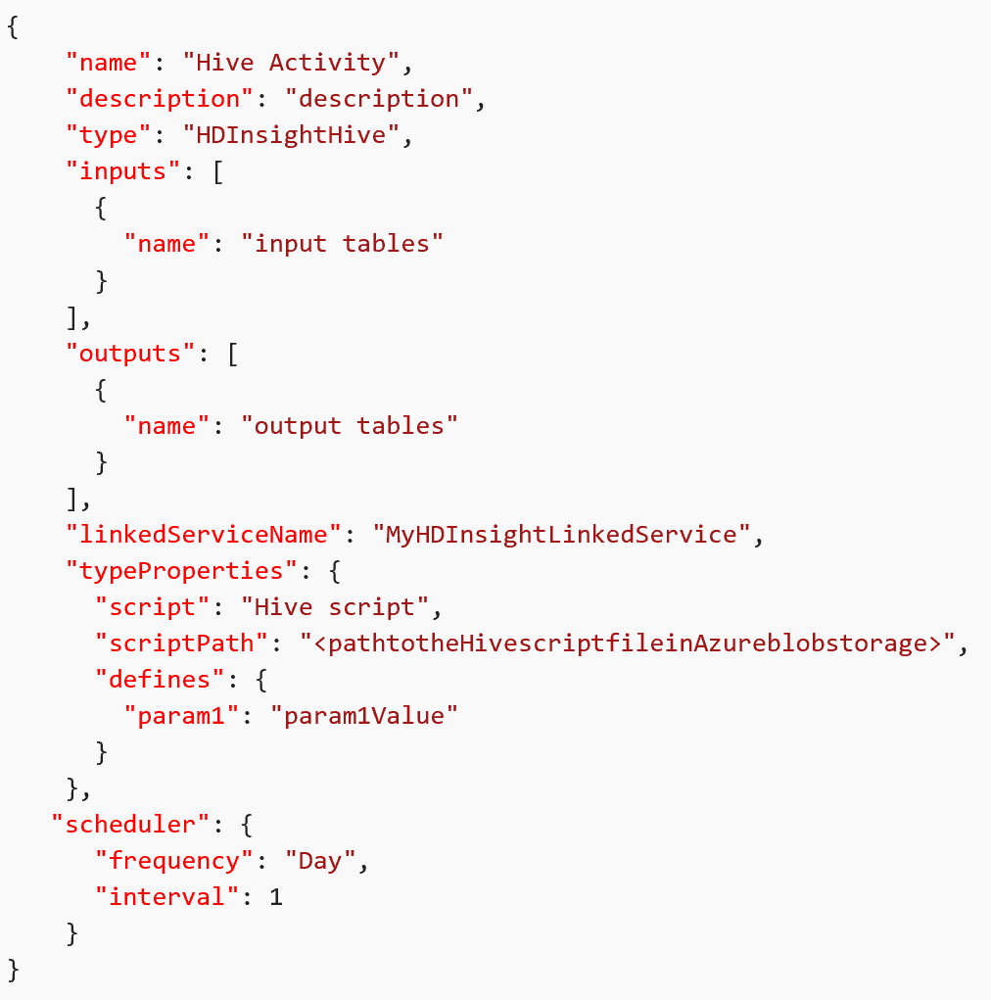 {
    "name": "Hive Activity",
    "description": "description",
    "type": "HDInsightHive",
    "inputs": [
      {
        "name": "input tables"
      }
    ],
    "outputs": [
      {
        "name": "output tables"
      }
    ],
    "linkedServiceName": "MyHDInsightLinkedService",
    "typeProperties": {
      "script": "Hive script",
      "scriptPath": "<pathtotheHivescriptfileinAzureblobstorage>",
      "defines": {
        "param1": "param1Value"
      }
    },
   "scheduler": {
      "frequency": "Day",
      "interval": 1
    }
}